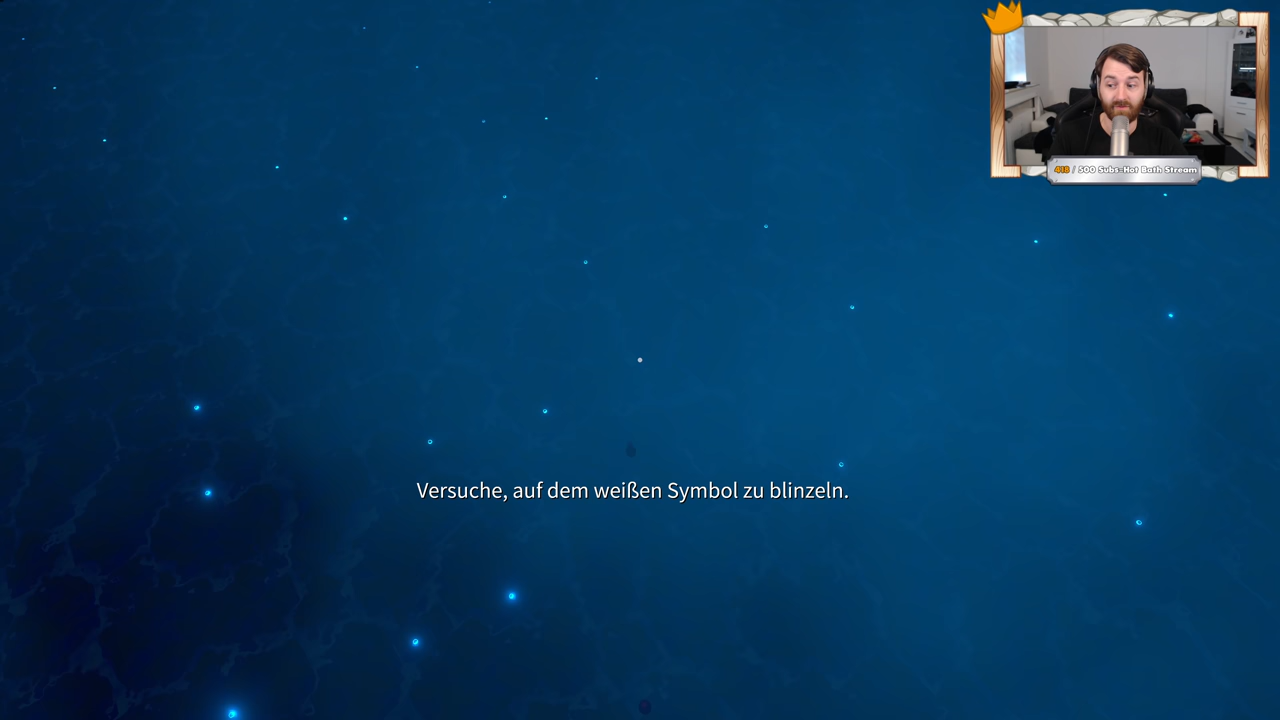 418 / 500 Subs-Hot Bath Stream
Versuche, auf dem weißen Symbol zu blinzeln.